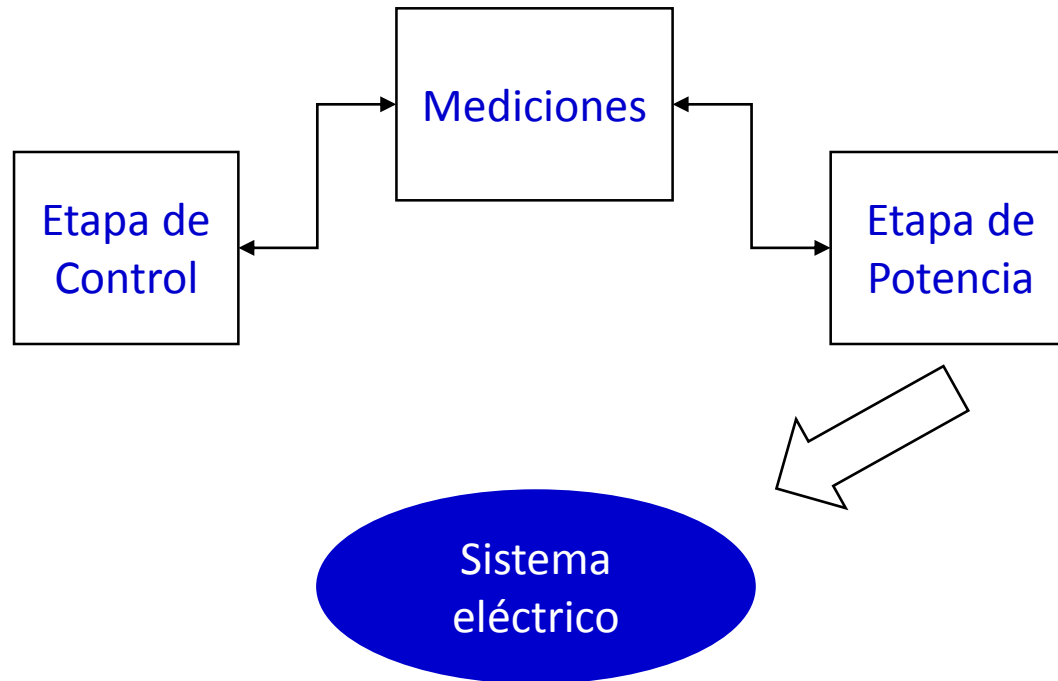 Mediciones
Etapa de
Control
Etapa de
Potencia
Sistema
eléctrico